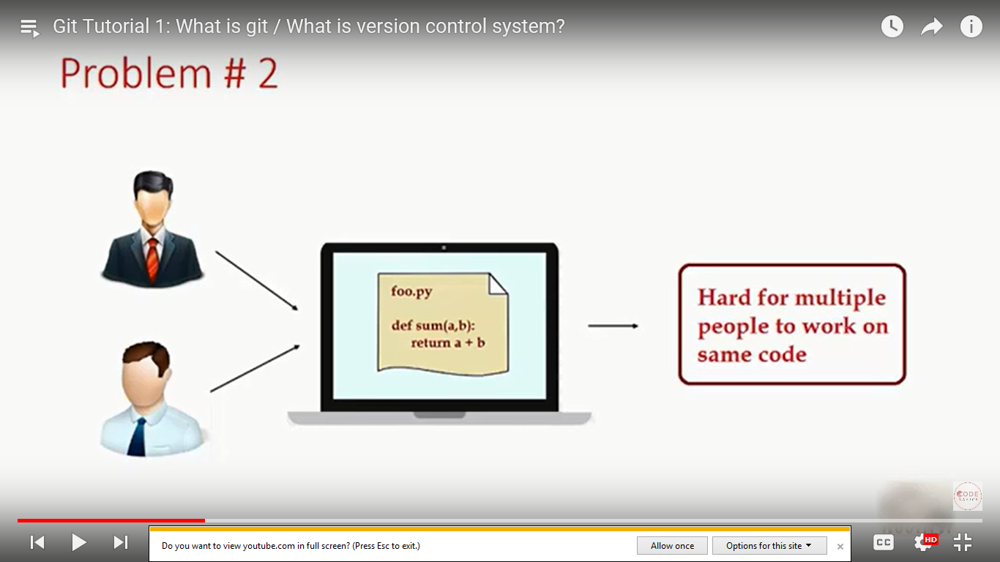 Git Tutorial 1: What is git / What is version control system?
Problem # 2
foo.py
def sum(a,b):
return a + b
Hard for multiple
people to work on
same code
CODE
BASICS
Do you want to view youtube.com in full screen? (Press Esc to exit.)
Allow once
Options for this site
CC
HD